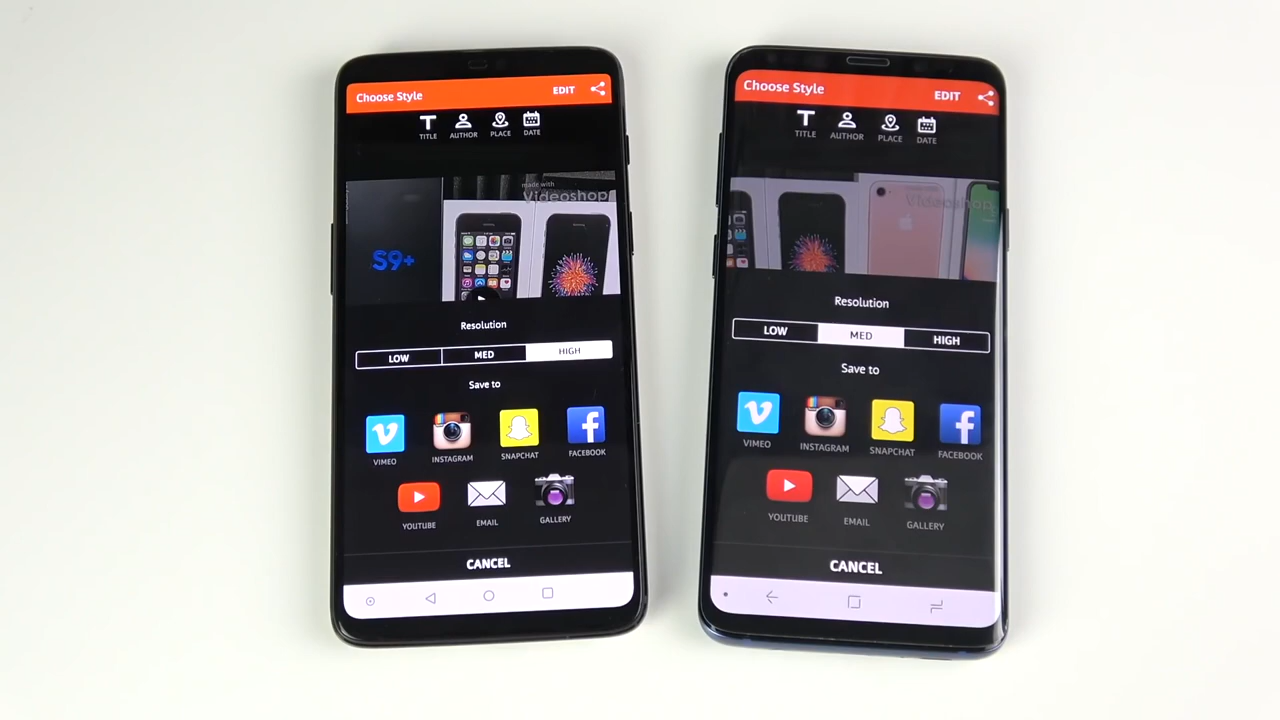 Choose Style
EDIT
TITLE
AUTHOR
PLACE
DATE
made with
Videoshop
S9+
Resolution
LOW
MED
HIGH
Save to
VIMEO
INSTAGRAM
SNAPCHAT
FACEBOOK
YOUTUBE
EMAIL
GALLERY
CANCEL
Choose Style
EDIT
TITLE
AUTHOR
PLACE
DATE
Videoshop
Resolution
LOW
MED
HIGH
Save to
VIMEO
INSTAGRAM
SNAPCHAT
FACEBOOK
YOUTUBE
EMAIL
GALLERY
CANCEL